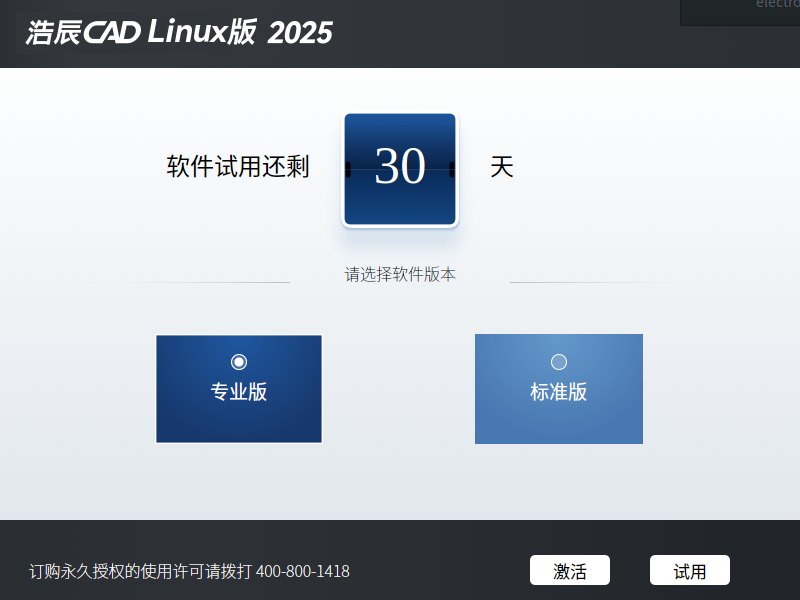 浩辰CAD Linux版 2025
electro
软件试用还剩 30 天
请选择软件版本
专业版 标准版
订购永久授权的使用许可请拨打 400-800-1418 激活 试用